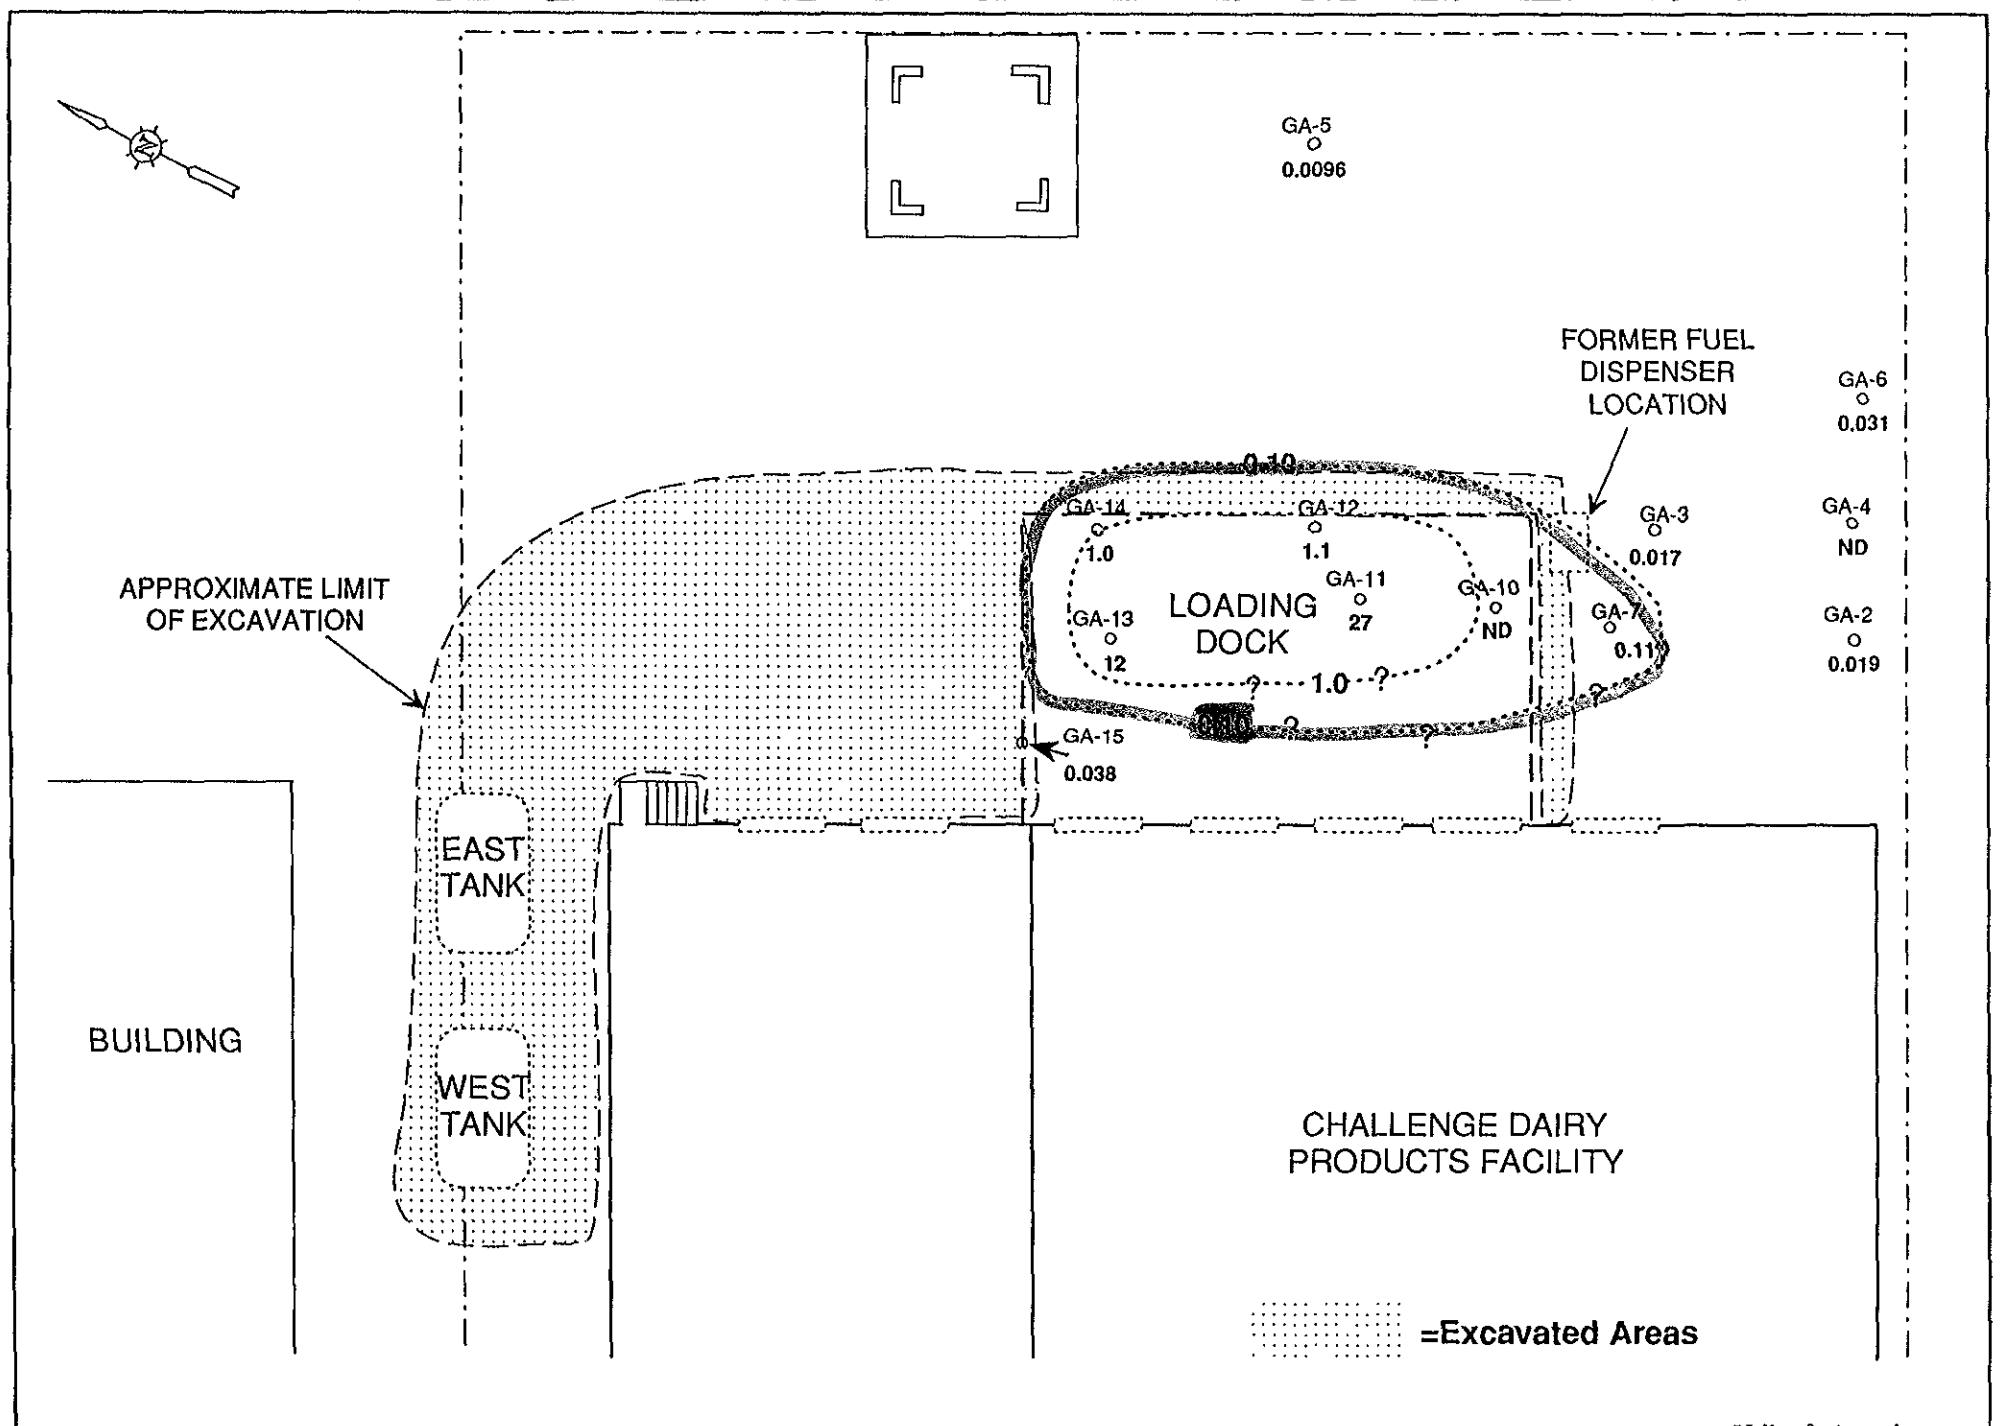 N
GA-5
0.0096
FORMER FUEL
DISPENSER
LOCATION
GA-6
0.031
0.10
GA-14
1.0
GA-12
1.1
GA-3
0.017
GA-4
ND
APPROXIMATE LIMIT
OF EXCAVATION
GA-11
27
GA-10
ND
LOADING
DOCK
GA-13
12
GA-7
0.11
GA-2
0.019
?
1.0
?
?
0.10
?
?
GA-15
0.038
EAST
TANK
BUILDING
WEST
TANK
CHALLENGE DAIRY
PRODUCTS FACILITY
=Excavated Areas